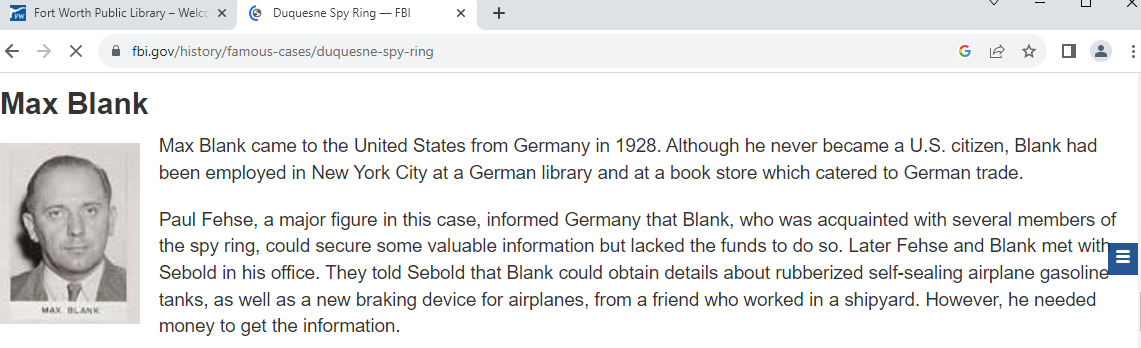 Fort Worth Public Library – Welc
Duquesne Spy Ring — FBI
fbi.gov/history/famous-cases/duquesne-spy-ring
Max Blank
Max Blank came to the United States from Germany in 1928. Although he never became a U.S. citizen, Blank had
been employed in New York City at a German library and at a book store which catered to German trade.
Paul Fehse, a major figure in this case, informed Germany that Blank, who was acquainted with several members of
the spy ring, could secure some valuable information but lacked the funds to do so. Later Fehse and Blank met with
Sebold in his office. They told Sebold that Blank could obtain details about rubberized self-sealing airplane gasoline
tanks, as well as a new braking device for airplanes, from a friend who worked in a shipyard. However, he needed
money to get the information.
MAX BLANK